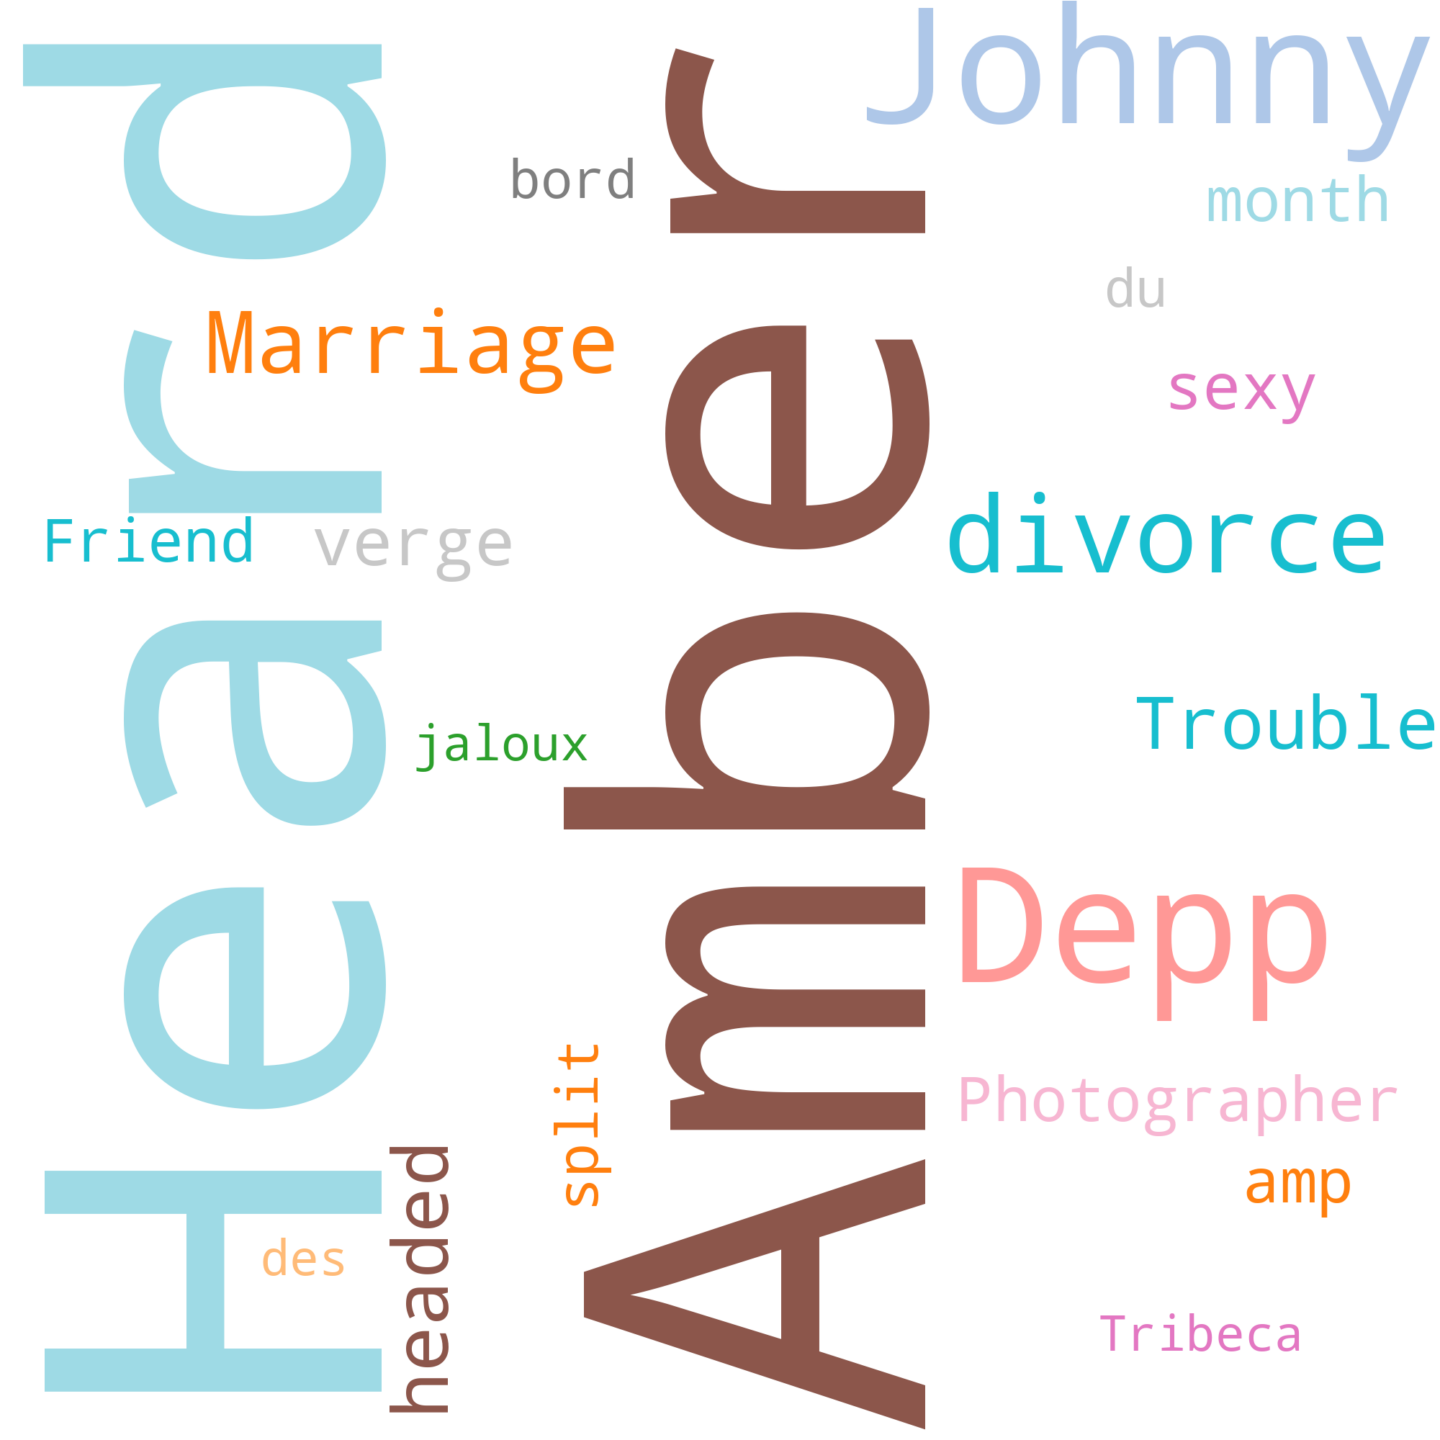 Heard
Amber
Johnny
bord
month
du
Marriage
sexy
Friend
verge
divorce
jaloux
Trouble
Depp
split
Photographer
headed
amp
des
Tribeca